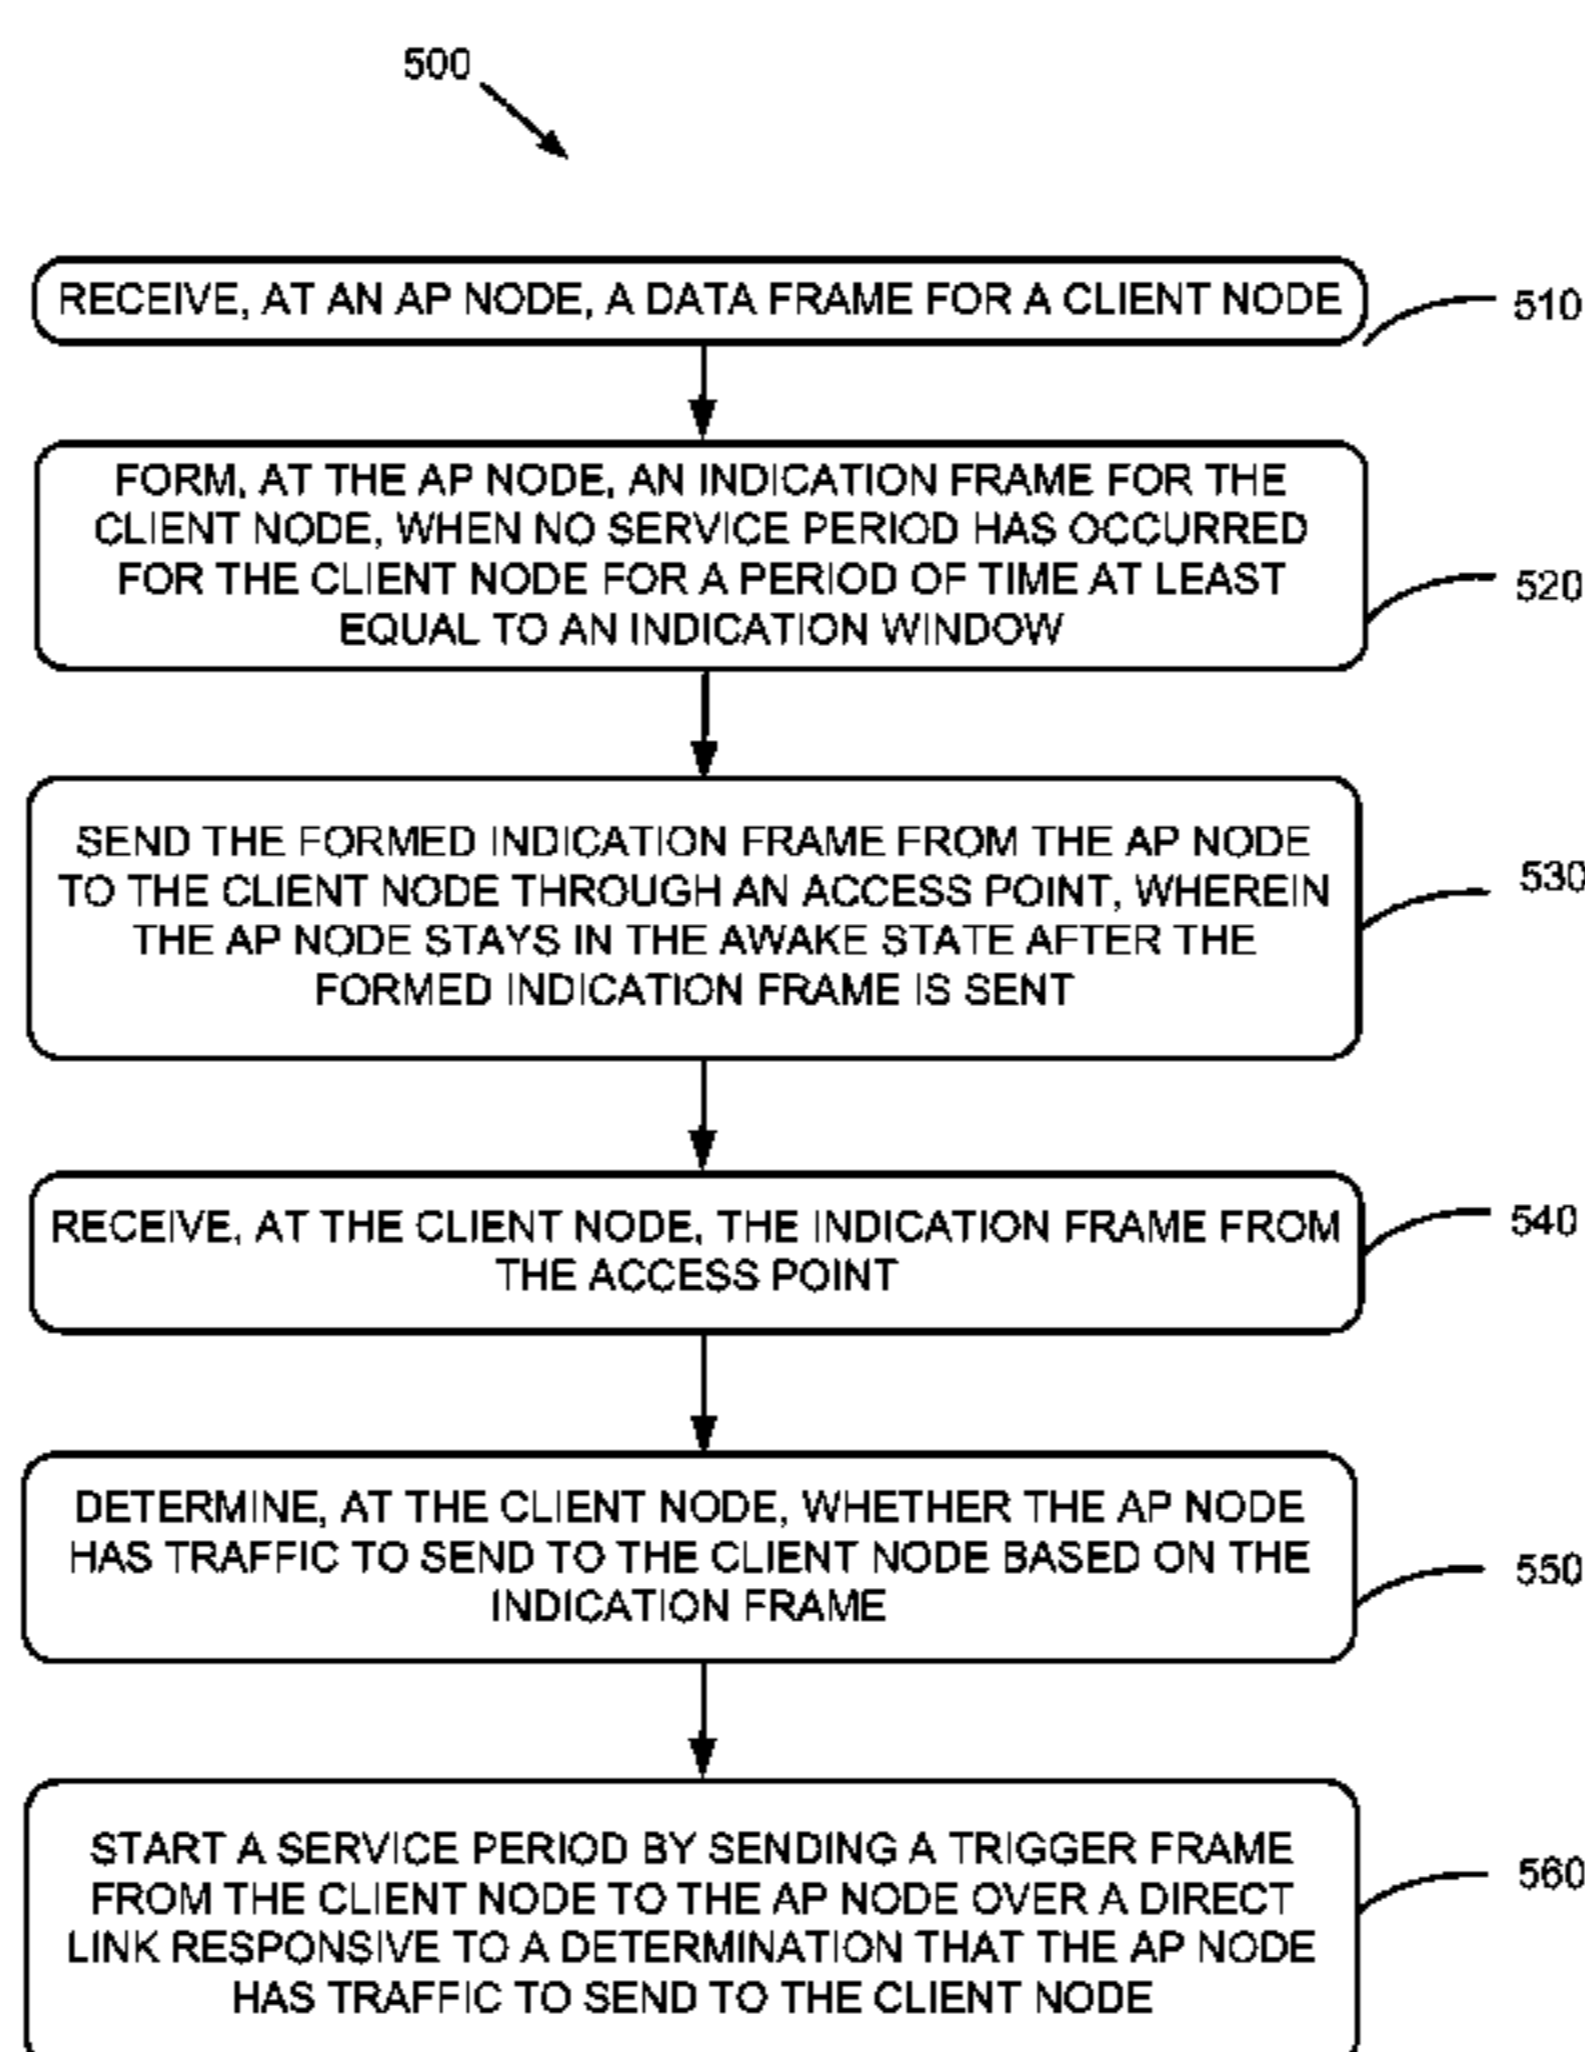 500
RECEIVE, AT AN AP NODE, A DATA FRAME FOR A CLIENT NODE
510
FORM, AT THE AP NODE, AN INDICATION FRAME FOR THE
CLIENT NODE, WHEN NO SERVICE PERIOD HAS OCCURRED
FOR THE CLIENT NODE FOR A PERIOD OF TIME AT LEAST
EQUAL TO AN INDICATION WINDOW
520
SEND THE FORMED INDICATION FRAME FROM THE AP NODE
TO THE CLIENT NODE THROUGH AN ACCESS POINT, WHEREIN
THE AP NODE STAYS IN THE AWAKE STATE AFTER THE
FORMED INDICATION FRAME IS SENT
530
RECEIVE, AT THE CLIENT NODE, THE INDICATION FRAME FROM
THE ACCESS POINT
540
DETERMINE, AT THE CLIENT NODE, WHETHER THE AP NODE
HAS TRAFFIC TO SEND TO THE CLIENT NODE BASED ON THE
INDICATION FRAME
550
START A SERVICE PERIOD BY SENDING A TRIGGER FRAME
FROM THE CLIENT NODE TO THE AP NODE OVER A DIRECT
LINK RESPONSIVE TO A DETERMINATION THAT THE AP NODE
HAS TRAFFIC TO SEND TO THE CLIENT NODE
560